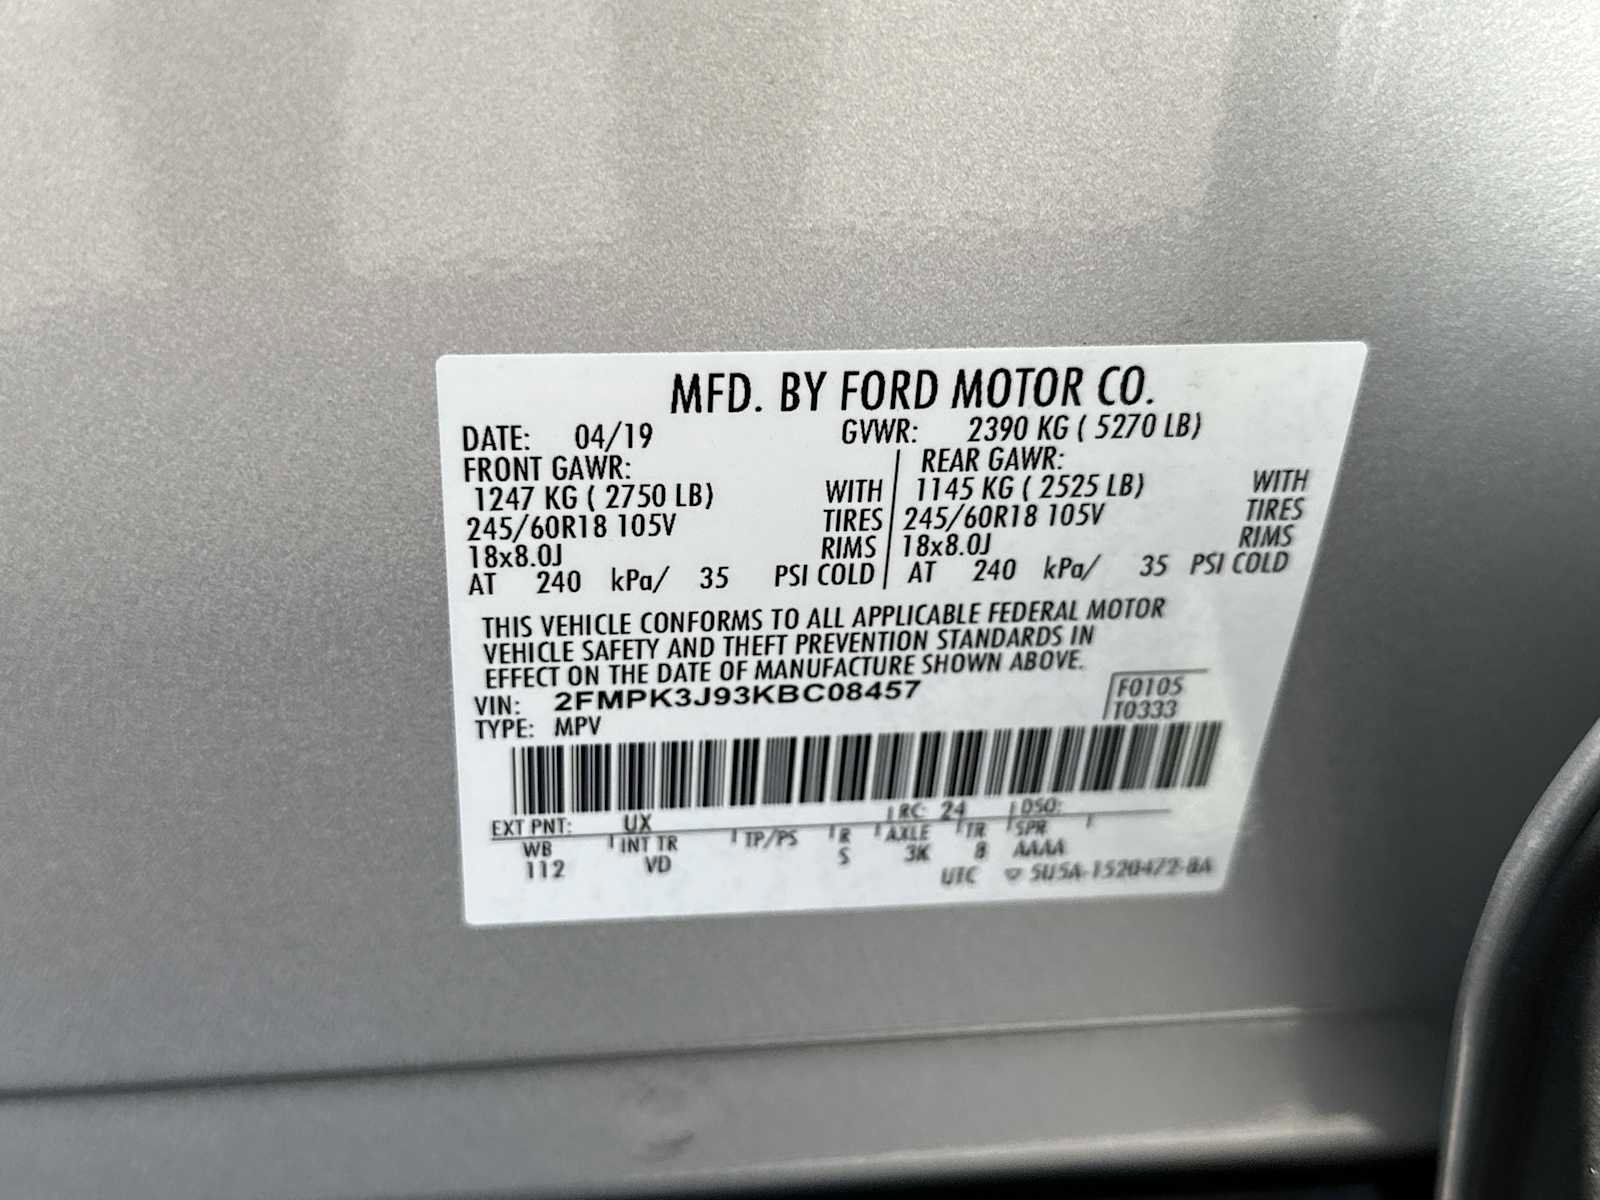 MFD. BY FORD MOTOR CO.
DATE: 04/19 GVWR: 2390 KG ( 5270 LB)
FRONT GAWR: REAR GAWR:
1247 KG ( 2750 LB) WITH 1145 KG ( 2525 LB) WITH
245/60R18 105V TIRES 245/60R18 105V TIRES
18x8.0J RIMS 18x8.0J RIMS
AT 240 kPa/ 35 PSI COLD AT 240 kPa/ 35 PSI COLD
THIS VEHICLE CONFORMS TO ALL APPLICABLE FEDERAL MOTOR
VEHICLE SAFETY AND THEFT PREVENTION STANDARDS IN
EFFECT ON THE DATE OF MANUFACTURE SHOWN ABOVE.
VIN: 2FMPK3J93KBC08457 F0105
TYPE: MPV T0333
EXT PNT: UX RC: 24 DSO:
WB INT TR TP/PS R AXLE TR SPR
112 VD S 3K 8 AAAA
UTC 5U5A-1520472-BA